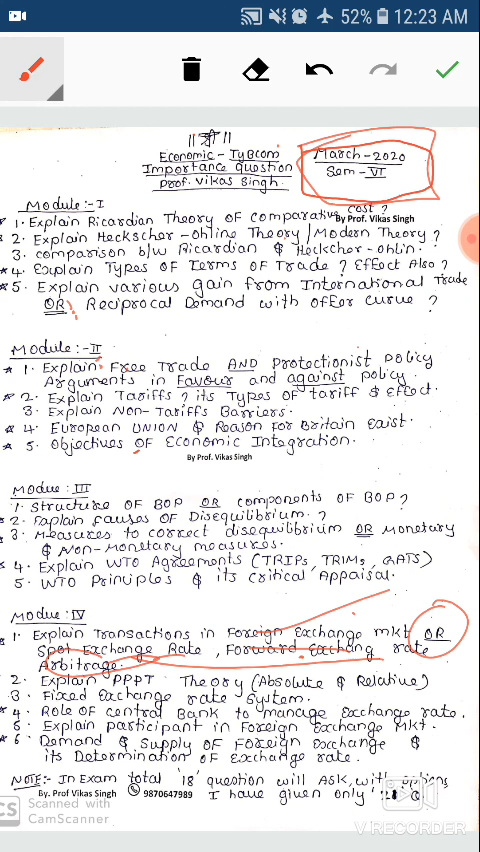 52% 12:23 AM
|| श्री ||
Economic - TyBcom
Importance Question
Prof. Vikas Singh.
March - 2020
Sem - VI
Module :- I
1. Explain Ricardian Theory of comparative cost ?
By Prof. Vikas Singh
2. Explain Heckscher - Ohline Theory / Modern Theory ?
3. comparison b/w Ricardian & Heckcher - Ohlin.
*4. Explain Types of Terms of Trade ? Effect Also ?
*5. Explain various gain from International Trade
OR Reciprocal Demand with offer curve ?
Module - II
* 1. Explain Free Trade AND Protectionist policy
Arguments in Favour and against policy.
* 2. Explain Tariffs ? its Types of tariff & Effect.
3. Explain Non-Tariffs Barriers.
* 4. European UNION & Reason For Britain Exist.
* 5. Objectives OF Economic Integration.
By Prof. Vikas Singh
Modue : III
1. Structure OF BOP OR components OF BOP ?
2. Explain causes OF Disequilibrium. ?
3. Measures to correct disequilibrium OR Monetary
& Non-Monetary measures.
4. Explain WTO Agreements (TRIPs, TRIMs, GATS)
5. WTO Principles & its Critical Appraisal.
Modue : IV
* 1. Explain Transactions in Foreign Exchange mkt OR
Spot Exchange Rate, Forward Exchang rate
Arbitrage.
2. Explain PPPT Theory (Absolute & Relative)
3. Fixed Exchange rate System.
*4. Role OF Central Bank to manage Exchange rate.
5. Explain participant in Foreign Exchange Mkt.
*6. Demand & Supply OF Foreign Exchange &
its Determination OF Exchange rate.
NOTE :- In Exam total '18' question will Ask, with options
By Prof Vikas Singh 9870647989 I have given only '21' Q
CS Scanned with
CamScanner
V RECORDER